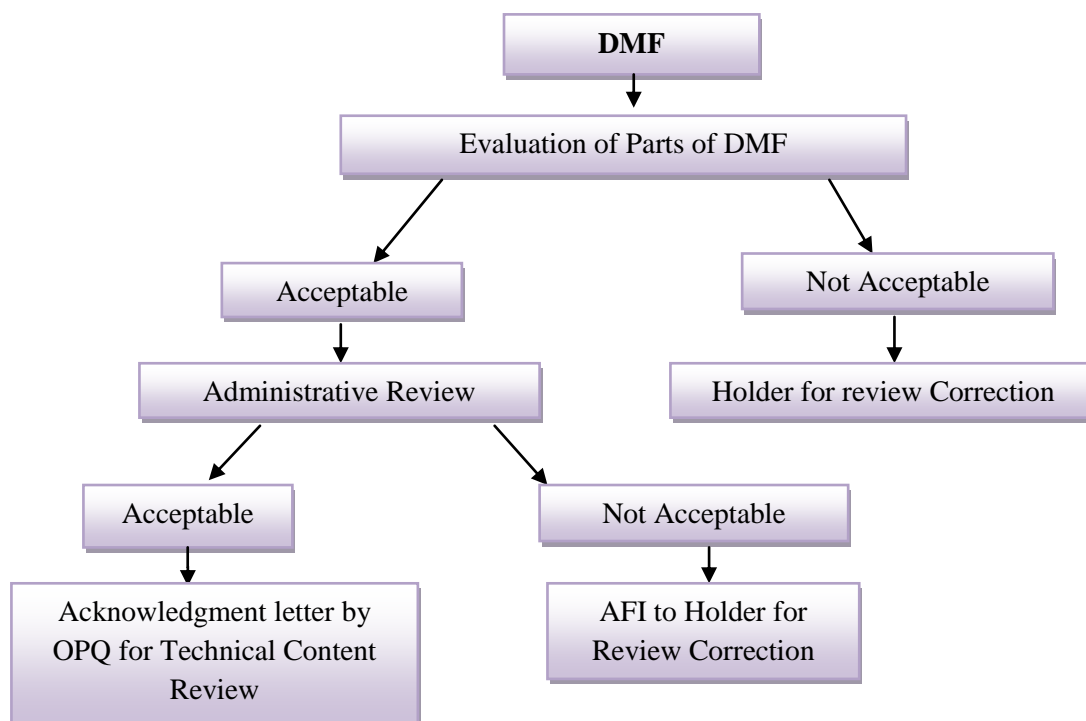 DMF
Evaluation of Parts of DMF
Acceptable
Not Acceptable
Administrative Review
Holder for review Correction
Acceptable
Not Acceptable
Acknowledgment letter by
OPQ for Technical Content
Review
AFI to Holder for
Review Correction